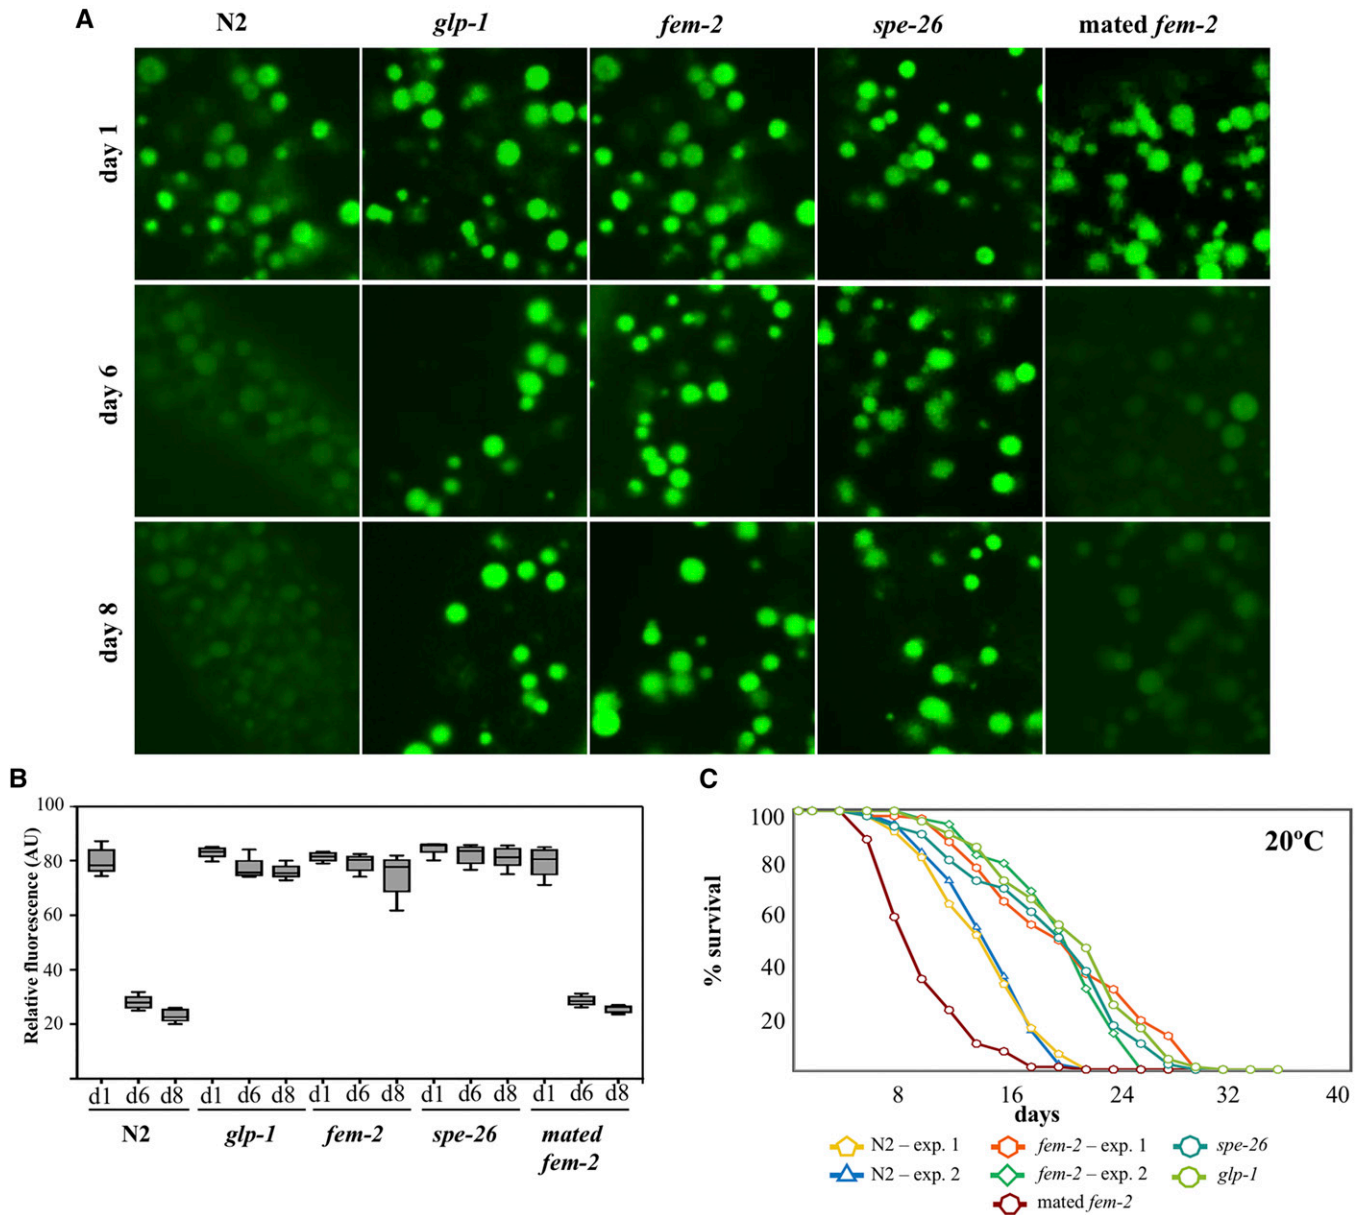 A
N2 glp-1 fem-2 spe-26 mated fem-2
day 1
day 6
day 8
B
Relative fluorescence (AU)
100
80
60
40
20
d1 d6 d8 d1 d6 d8 d1 d6 d8 d1 d6 d8 d1 d6 d8
N2 glp-1 fem-2 spe-26 mated
fem-2
C
20ºC
% survival
100
80
60
40
20
8 16 24 32 40
days
N2 – exp. 1 fem-2 – exp. 1 spe-26
N2 – exp. 2 fem-2 – exp. 2 glp-1
mated fem-2